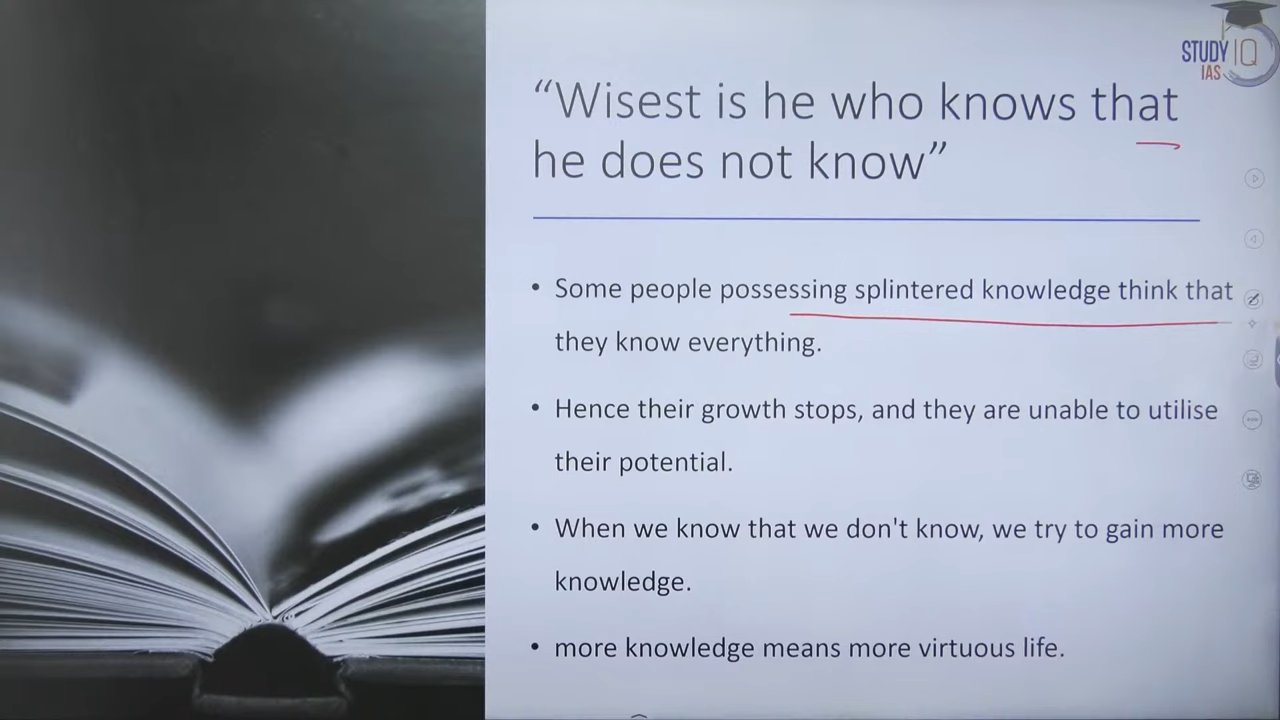 STUDY IQ
IAS
“Wisest is he who knows that
he does not know”
• Some people possessing splintered knowledge think that
they know everything.
• Hence their growth stops, and they are unable to utilise
their potential.
• When we know that we don't know, we try to gain more
knowledge.
• more knowledge means more virtuous life.